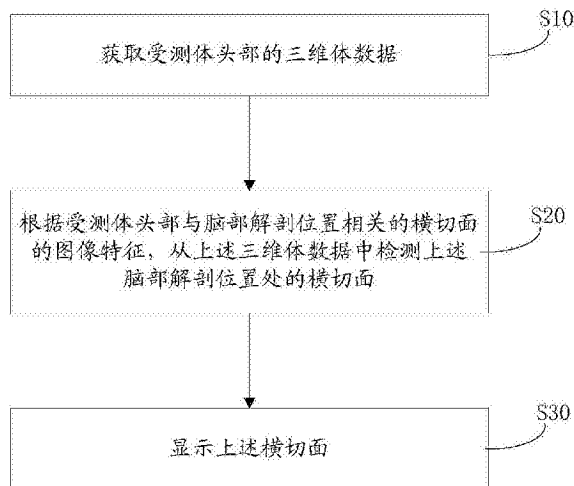 S10
获取受测体头部的三维体数据
根据受测体头部与脑部解剖位置相关的横切面
的图像特征，从上述三维体数据中检测上述
脑部解剖位置处的横切面
S20
显示上述横切面
S30